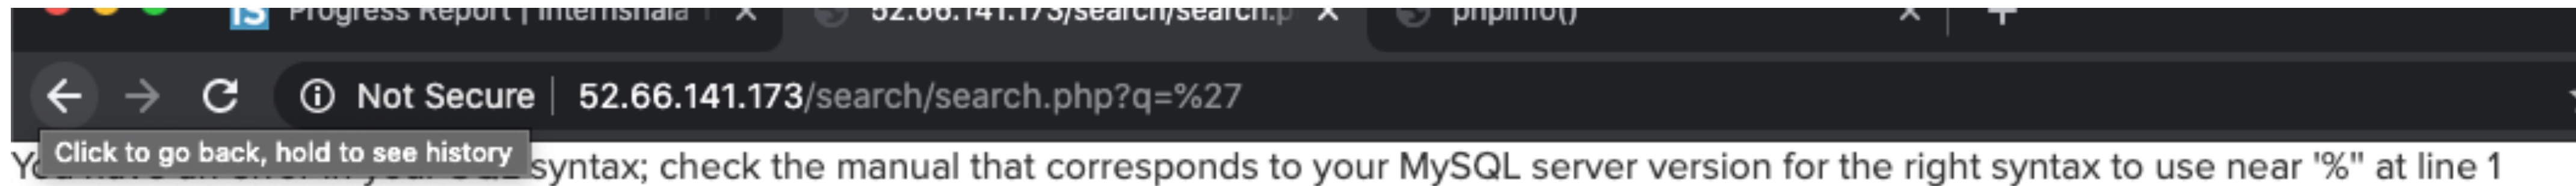 Progress Report | Internshala
52.66.141.173/search/search.p
phpinfo()
Not Secure
52.66.141.173/search/search.php?q=%27
Click to go back, hold to see history
syntax; check the manual that corresponds to your MySQL server version for the right syntax to use near '%'' at line 1